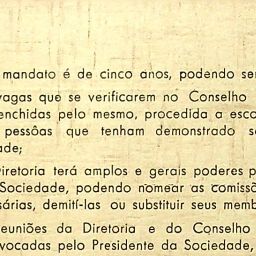 mandato é de cinco anos, podendo ser
vagas que se verificarem no Conselho
enchidas pelo mesmo, procedida a esco
pessôas que tenham demonstrado s
ade;
iretoria terá amplos e gerais poderes p
Sociedade, podendo nomear as comissõ
sárias, demití-las ou substituir seus memb
euniões da Diretoria e do Conselho
vocadas pelo Presidente da Sociedade,